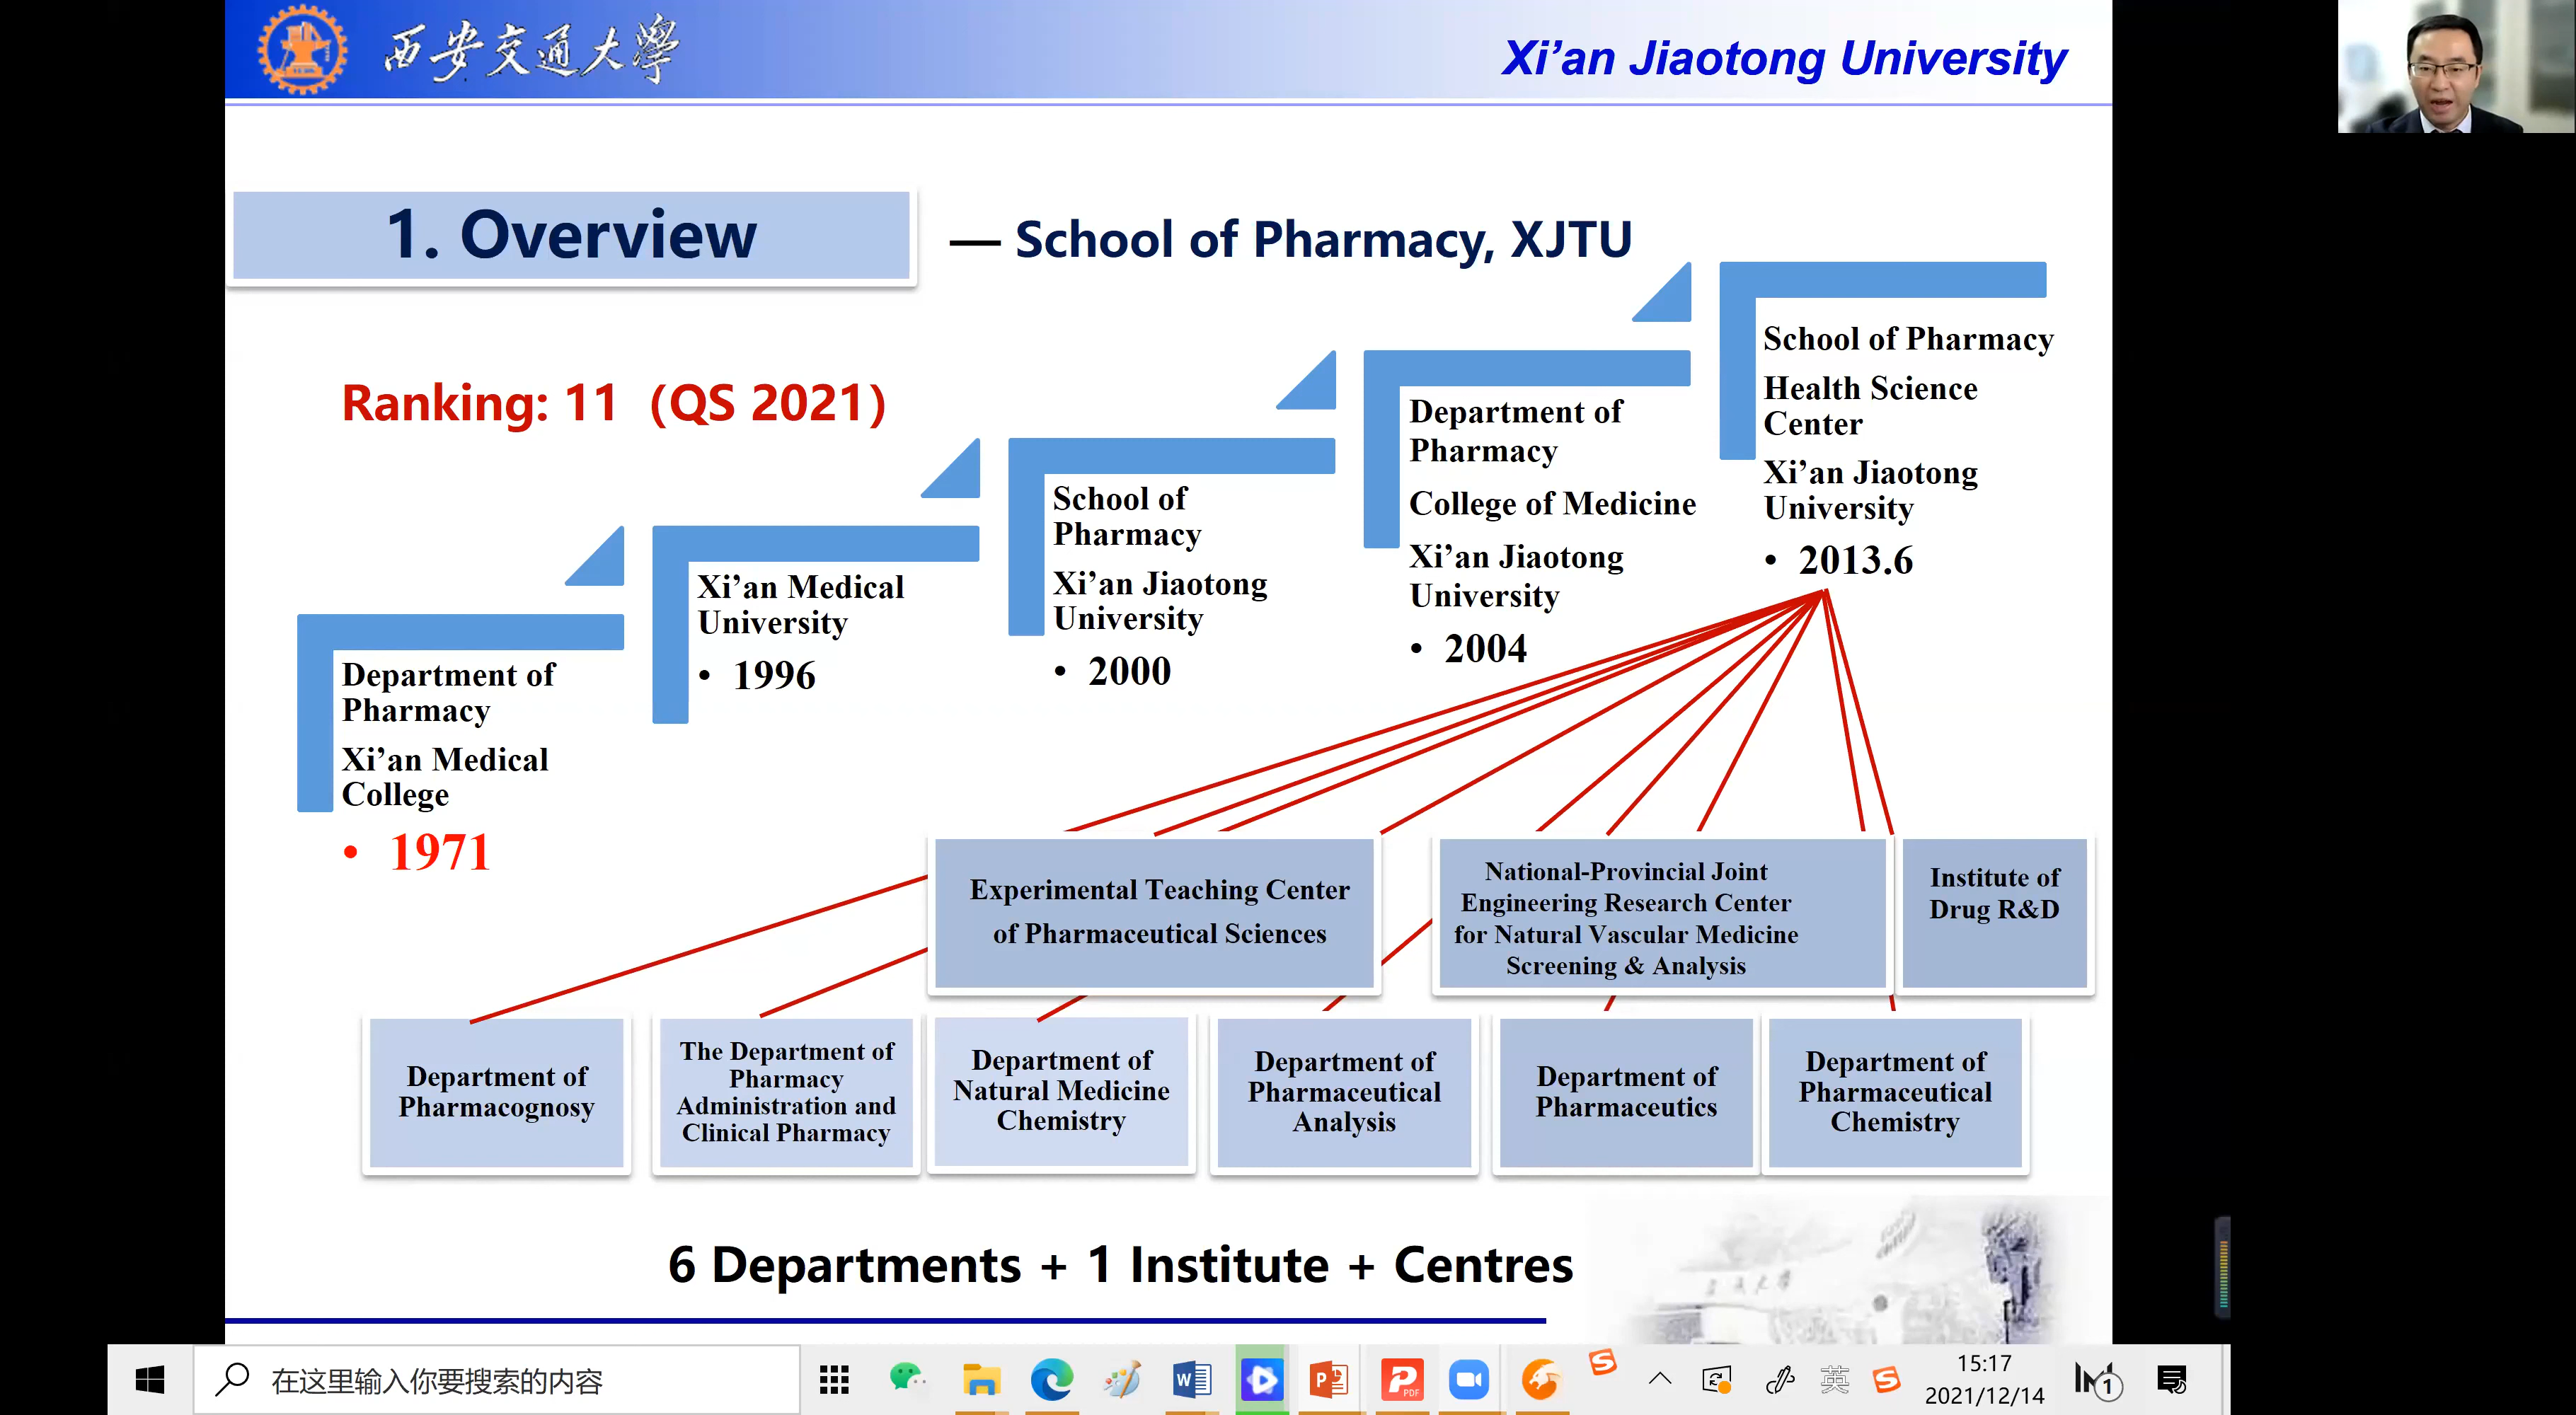 西安交通大學
Xi’an Jiaotong University
1. Overview
— School of Pharmacy, XJTU
Ranking: 11 (QS 2021)
Department of
Pharmacy
Xi’an Medical
College
• 1971
Xi’an Medical
University
• 1996
School of
Pharmacy
Xi’an Jiaotong
University
• 2000
Department of
Pharmacy
College of Medicine
Xi’an Jiaotong
University
• 2004
School of Pharmacy
Health Science
Center
Xi’an Jiaotong
University
• 2013.6
Experimental Teaching Center
of Pharmaceutical Sciences
National-Provincial Joint
Engineering Research Center
for Natural Vascular Medicine
Screening & Analysis
Institute of
Drug R&D
Department of
Pharmacognosy
The Department of
Pharmacy
Administration and
Clinical Pharmacy
Department of
Natural Medicine
Chemistry
Department of
Pharmaceutical
Analysis
Department of
Pharmaceutics
Department of
Pharmaceutical
Chemistry
6 Departments + 1 Institute + Centres
在这里输入你要搜索的内容
W
P
PDF
S
英
S
15:17
2021/12/14
1